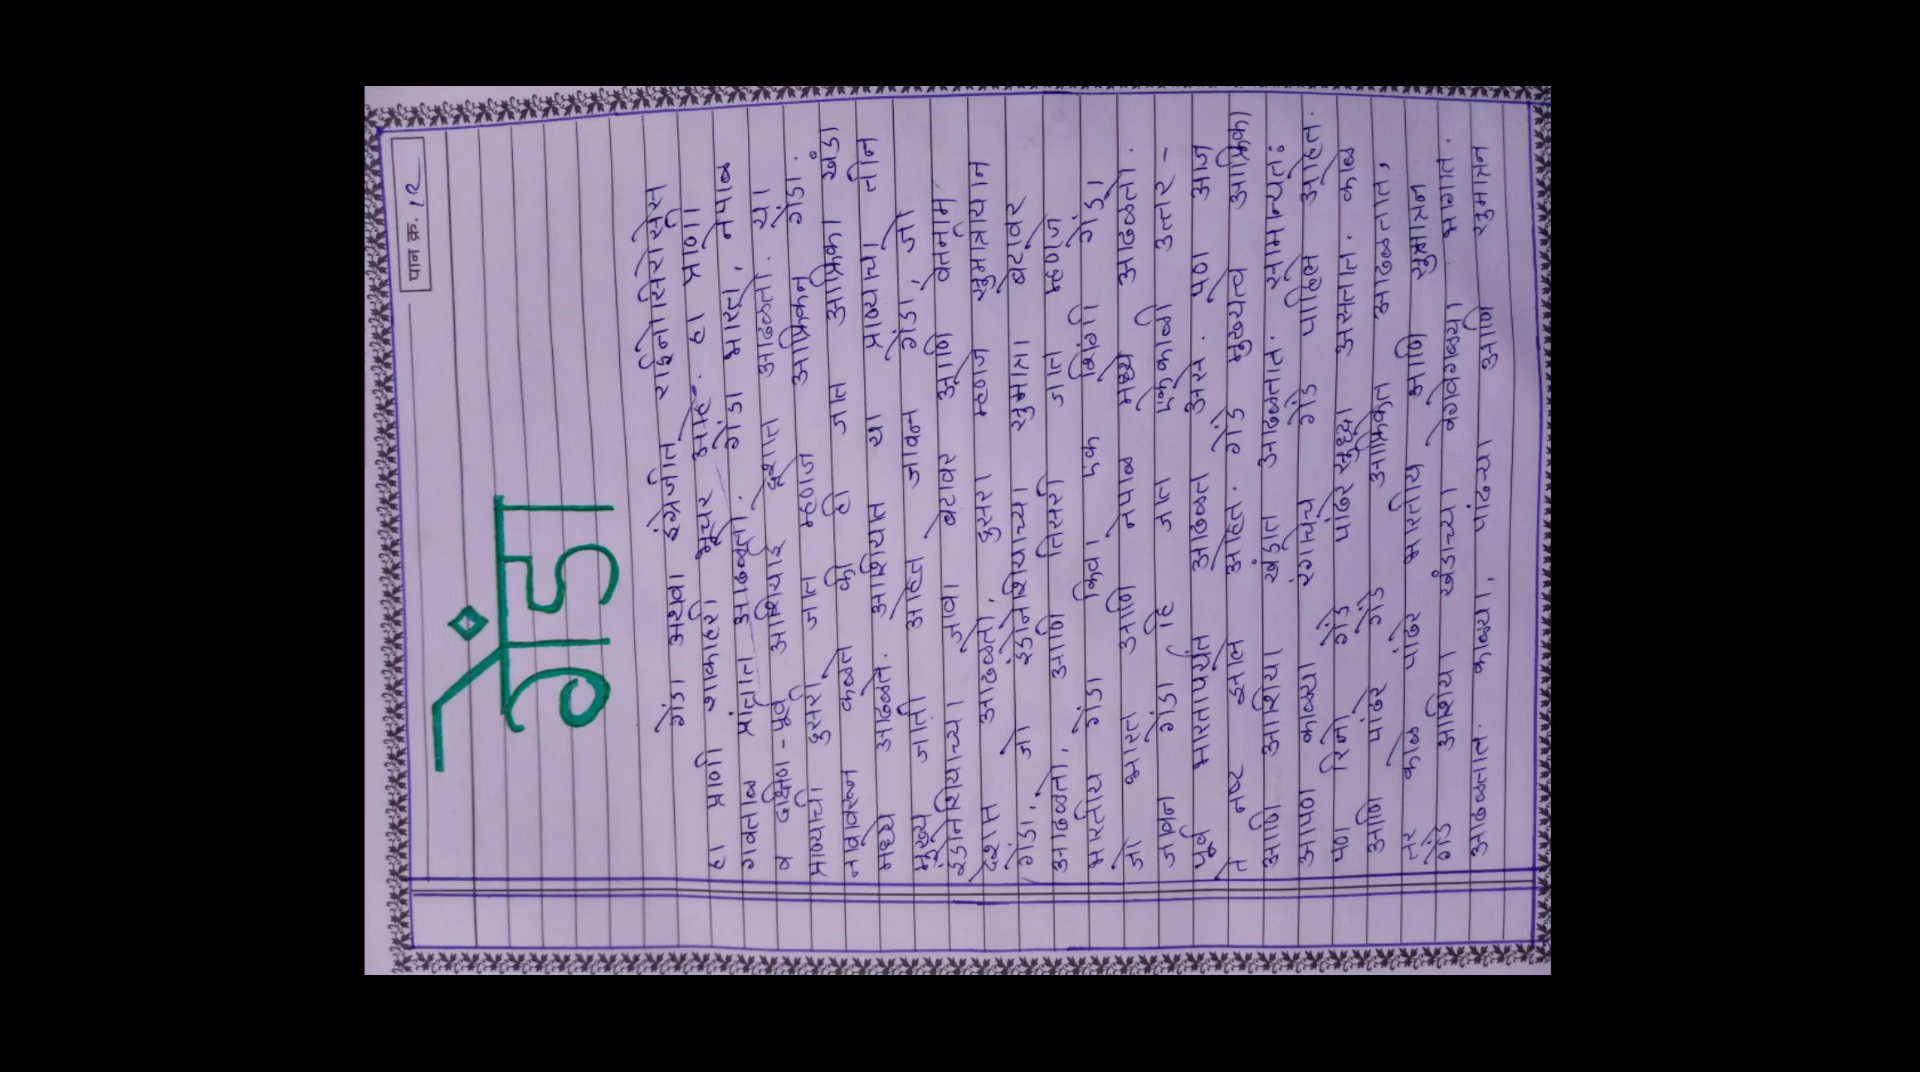 पान क्र. १२
गेंडा
गेंडा अथवा इंग्रजीत राईनोसिरोसेस
हा प्राणी शाकाहारी भूचर आहे. हा प्राणी
गवताळ प्रांतात आढळतो. गेंडा भारत, नेपाळ
व दक्षिण-पूर्व आशियाई देशात आढळतो. या
प्राण्याची दुसरी जात म्हणजे आफ्रिकन गेंडा.
नावावरून कळते की ही जात आफ्रिका खंडा
मध्ये आढळते. आशियात या प्राण्याचा तीन
मुख्य जाती आहेत जावन गेंडा, जो
इंडोनेशियाच्या जावा बेटावर आणि वेतनाम
देशात आढळतो, दुसरा म्हणजे सुमात्रायान
गेंडा, जो इंडोनेशियाच्या सुमात्रा बेटावर
आढळतो, आणि तिसरी जात म्हणजे
भारतीय गेंडा किंवा एक शिंगी गेंडा
जो भारत आणि नेपाळ मध्ये आढळतो.
जावन गेंडा हि जात एकेकाळी उत्तर-
पूर्व भारतापर्यंत आढळत असे. पण आज
ते नष्ट झाले आहेत. गेंडे मुख्यत्वे आफ्रिका
आणि आशिया खंडात आढळतात. सामान्यतः
आपण काळ्या रंगाचेच गेंडे पाहिले आहेत.
पण रिनो गेंडे पांढरे सुध्दा असतात. काळे
आणि पांढरे गेंडे आफ्रिकेत आढळतात,
तर काळे पांढरे भारतीय आणि सुमात्रन
गेंडे आशिया खंडाच्या वेगवेगळ्या भागात.
आढळतात. काळ्या, पांढऱ्या आणि सुमात्रन